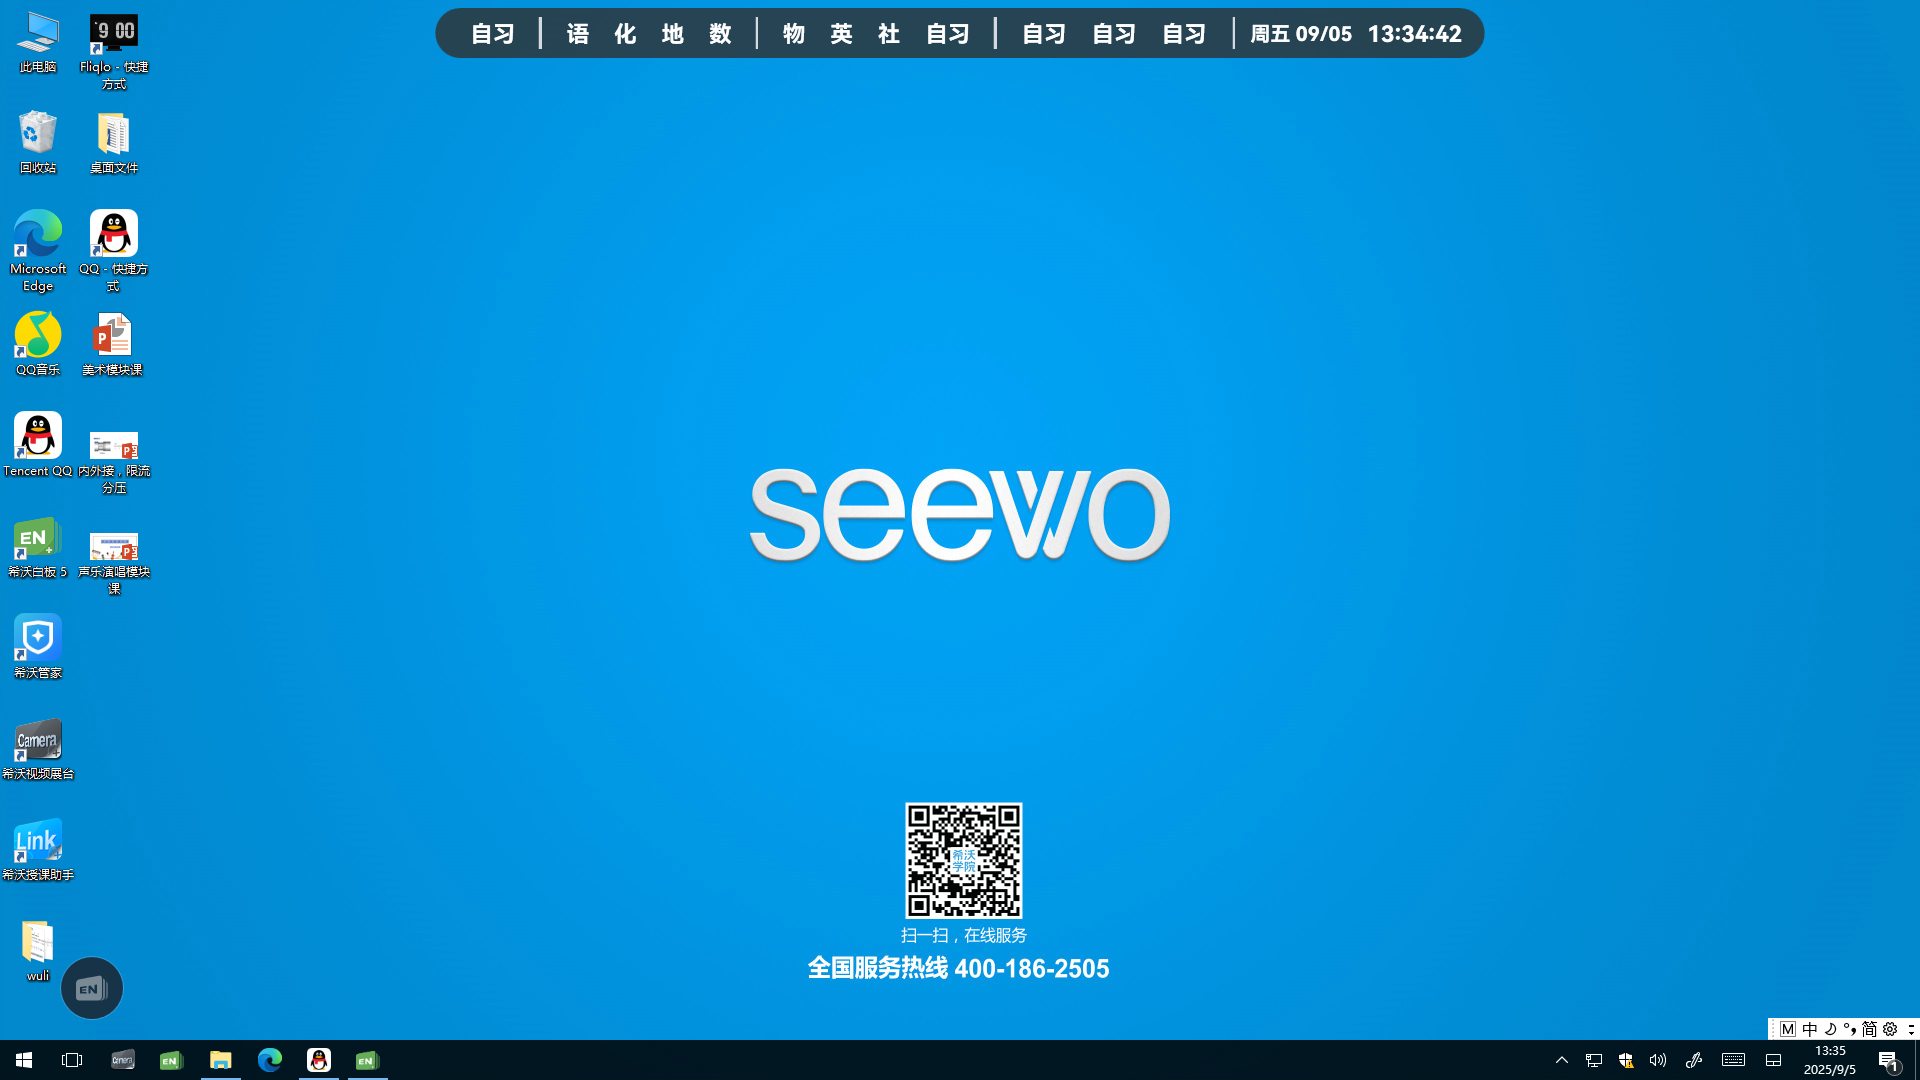 自习 | 语 化 地 数 | 物 英 社 自习 | 自习 自习 自习 | 周五 09/05 13:34:42
此电脑
9 00
Fliqlo - 快捷
方式
回收站
桌面文件
Microsoft
Edge
QQ - 快捷方
式
QQ音乐
美术模块课
Tencent QQ
内外接，限流
分压
EN
希沃白板 5
声乐演唱模块
课
希沃管家
Camera
希沃视频展台
Link
希沃授课助手
wuli
EN
seewo
希沃
学院
扫一扫，在线服务
全国服务热线 400-186-2505
M 中 简
Camera
EN
EN
13:35
2025/9/5
1